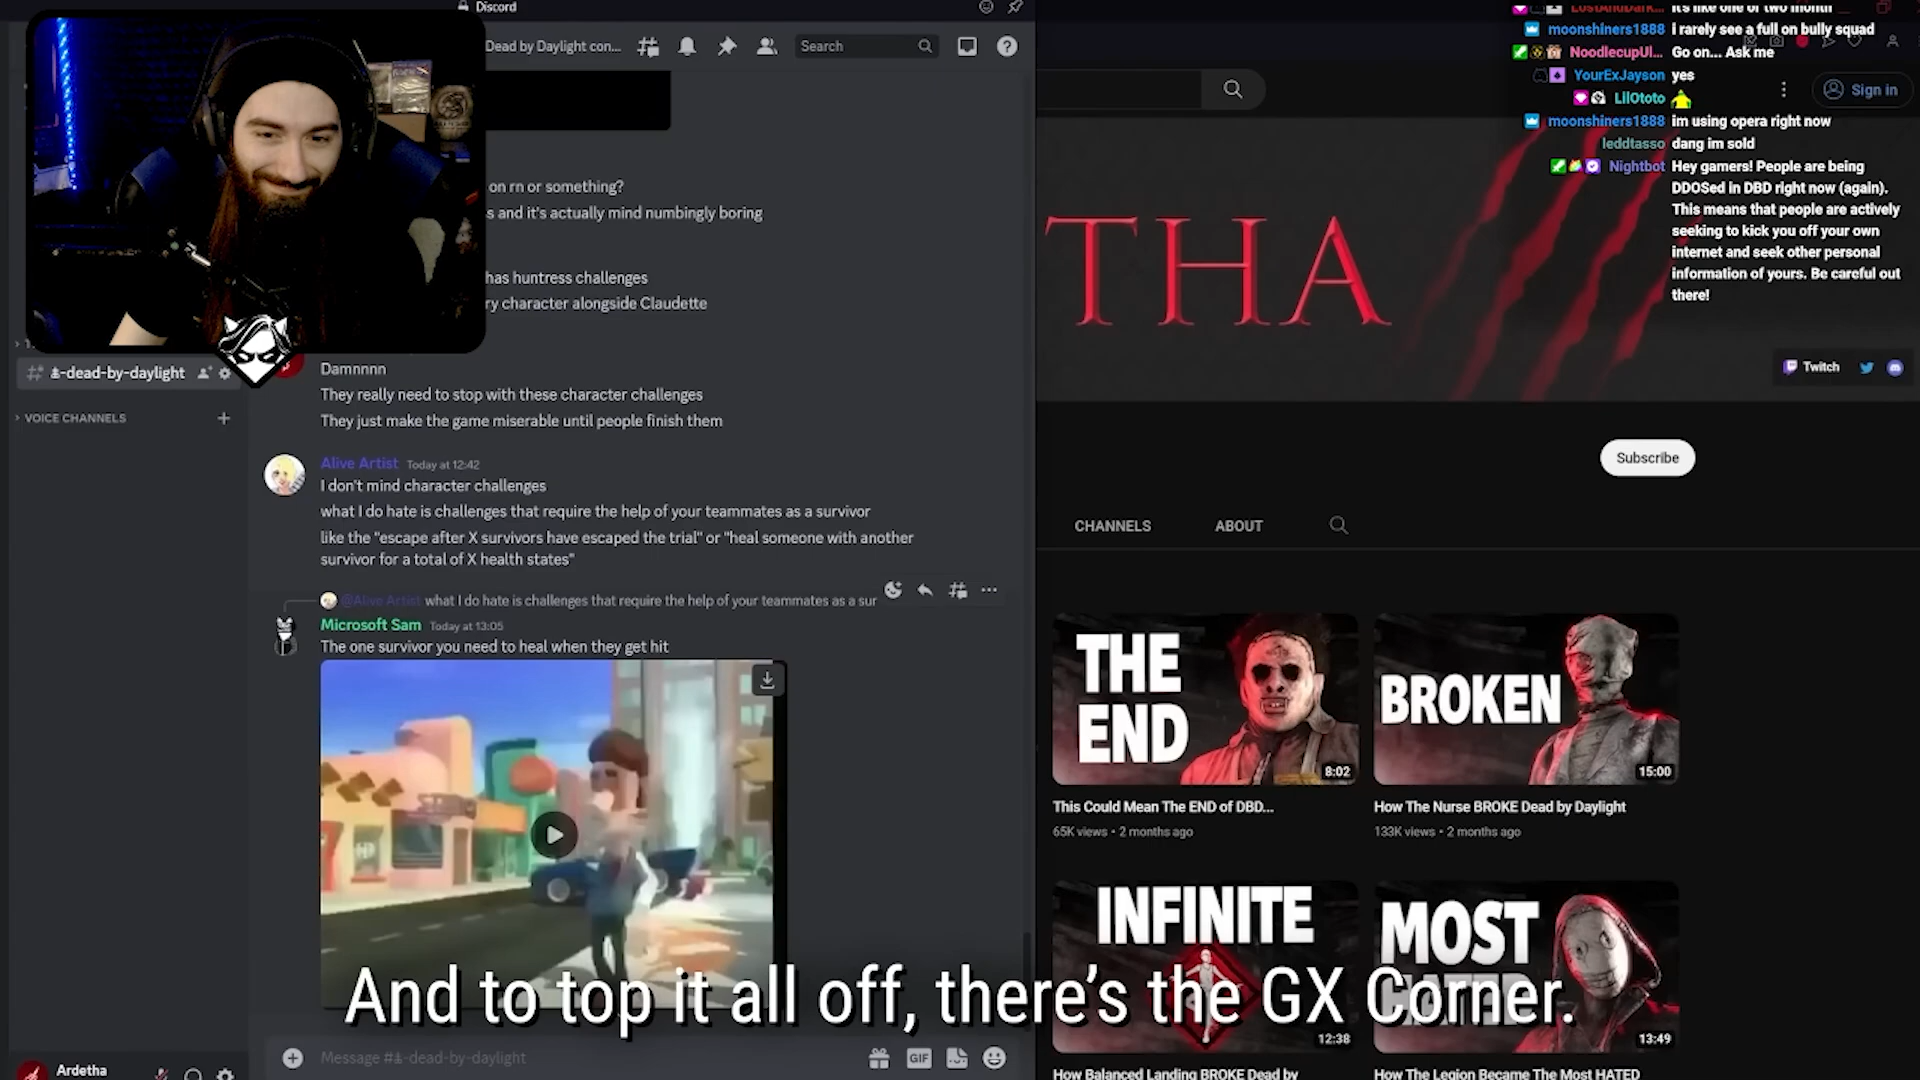 Discord
Dead by Daylight con...
Search
on rn or something?
s and it's actually mind numbingly boring
has huntress challenges
ry character alongside Claudette
-dead-by-daylight
VOICE CHANNELS
Damnnnn
They really need to stop with these character challenges
They just make the game miserable until people finish them
Alive Artist Today at 12:42
I don't mind character challenges
what I do hate is challenges that require the help of your teammates as a survivor
like the "escape after X survivors have escaped the trial" or "heal someone with another
survivor for a total of X health states"
@Alive Artist what I do hate is challenges that require the help of your teammates as a sur
Microsoft Sam Today at 13:05
The one survivor you need to heal when they get hit
Message #-dead-by-daylight
GIF
Ardetha
LostAndDark... It's like one or two month
moonshiners1888 i rarely see a full on bully squad
NoodlecupUl... Go on... Ask me
YourExJayson yes
LilOtoto
moonshiners1888 im using opera right now
leddtasso dang im sold
Nightbot Hey gamers! People are being
DDOSed in DBD right now (again).
This means that people are actively
seeking to kick you off your own
internet and seek other personal
information of yours. Be careful out
there!
Sign in
THA
Twitch
Subscribe
CHANNELS
ABOUT
THE
END
8:02
This Could Mean The END of DBD...
65K views • 2 months ago
BROKEN
15:00
How The Nurse BROKE Dead by Daylight
133K views • 2 months ago
INFINITE
12:38
How Balanced Landing BROKE Dead by
MOST
HATED
13:49
How The Legion Became The Most HATED
And to top it all off, there's the GX Corner.